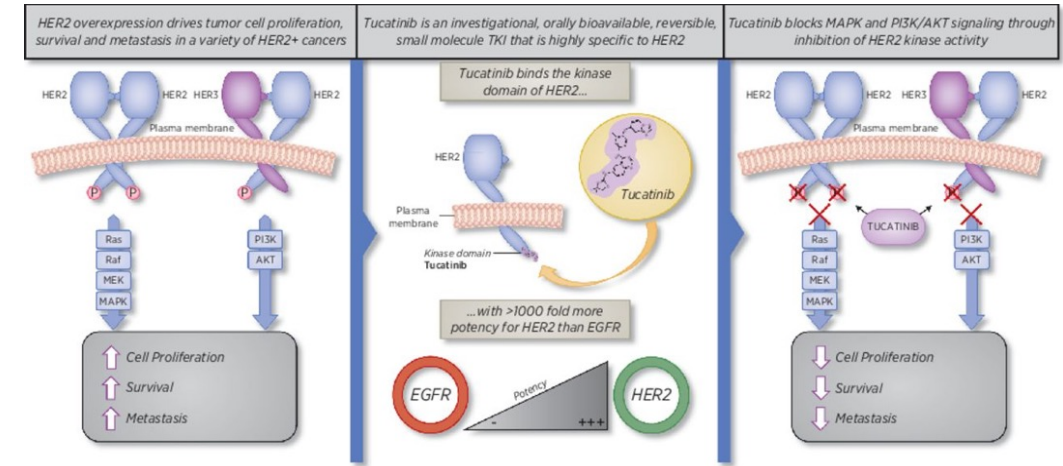 HER2 overexpression drives tumor cell proliferation,
survival and metastasis in a variety of HER2+ cancers
HER2
HER2
HER3
HER2
Plasma membrane
P
P
P
Ras
Raf
MEK
MAPK
PI3K
AKT
Cell Proliferation
Survival
Metastasis
Tucatinib is an investigational, orally bioavailable, reversible,
small molecule TKI that is highly specific to HER2
Tucatinib binds the kinase
domain of HER2...
HER2
Tucatinib
Plasma
membrane
Kinase domain
Tucatinib
...with >1000 fold more
potency for HER2 than EGFR
EGFR
Potency
-
+++
HER2
Tucatinib blocks MAPK and PI3K/AKT signaling through
inhibition of HER2 kinase activity
HER2
HER2
HER3
HER2
Plasma membrane
TUCATINIB
Ras
Raf
MEK
MAPK
PI3K
AKT
Cell Proliferation
Survival
Metastasis